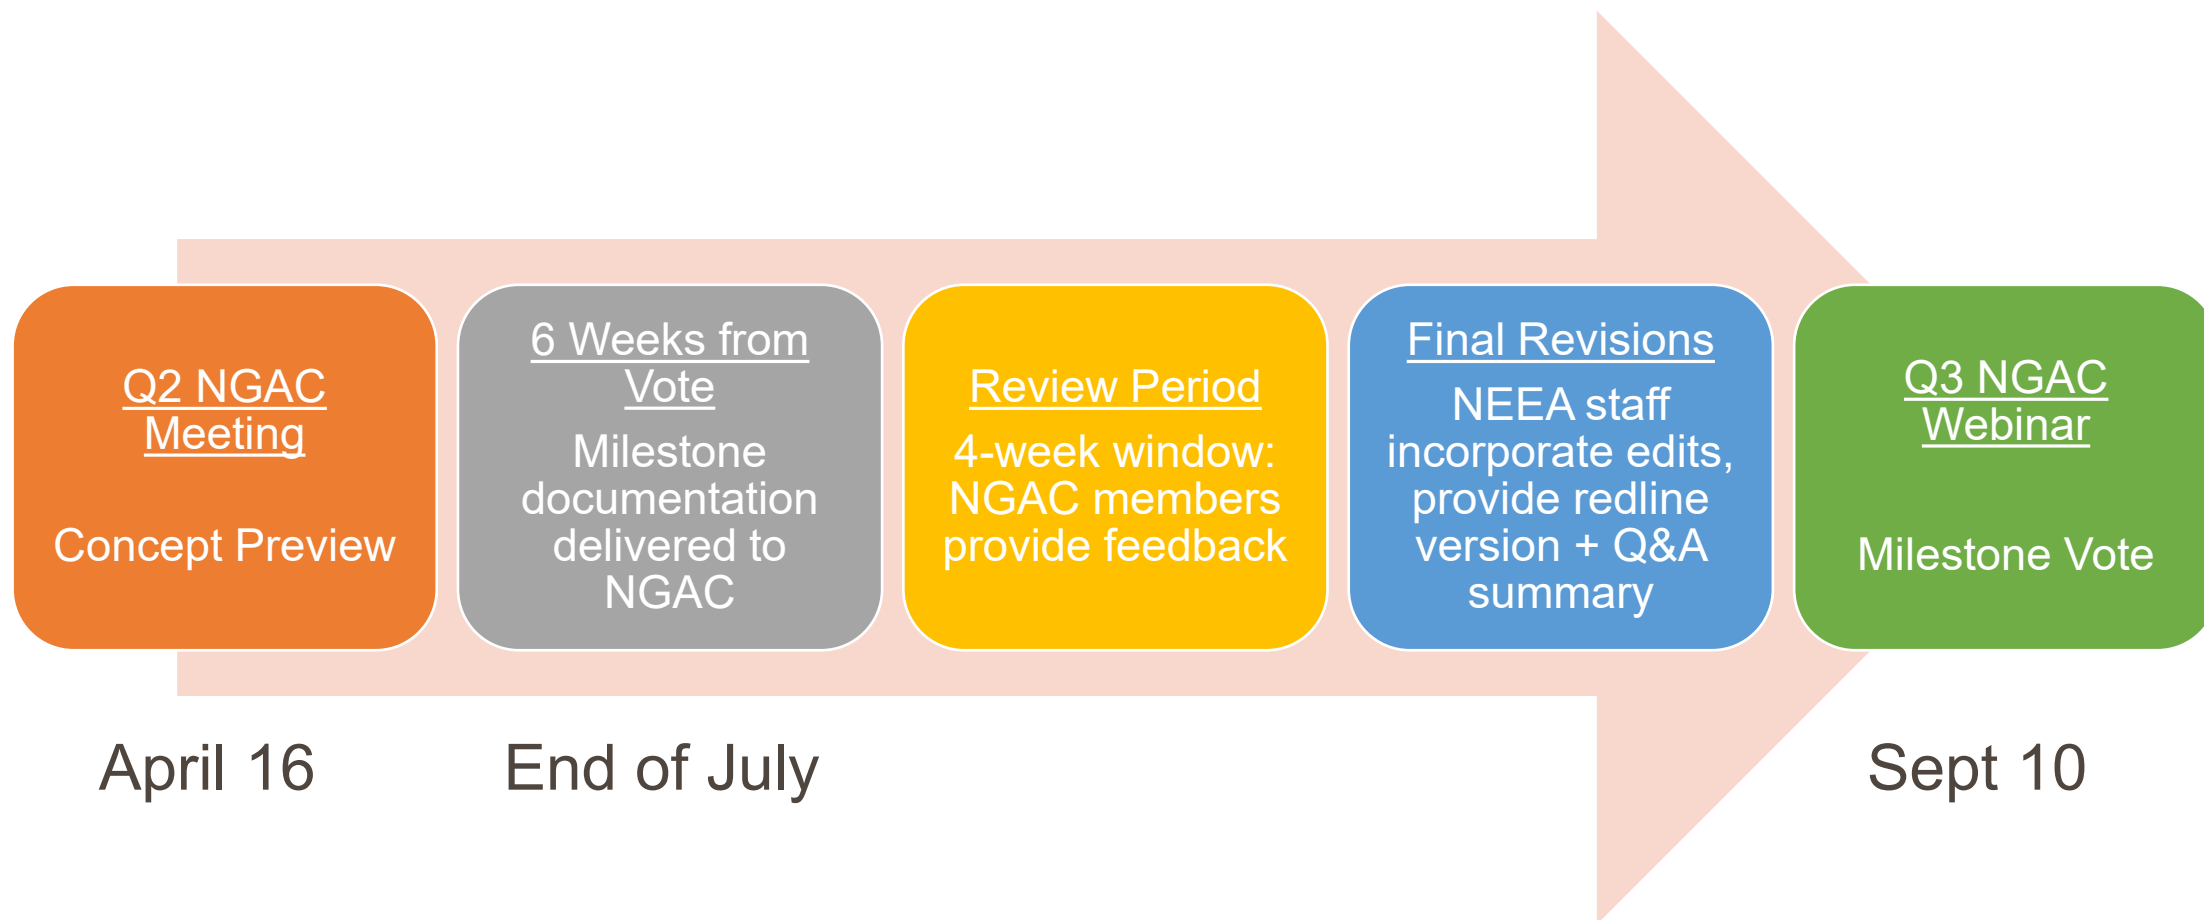 Q2 NGAC
Meeting
Concept Preview
6 Weeks from
Vote
Milestone
documentation
delivered to
NGAC
Review Period
4-week window:
NGAC members
provide feedback
Final Revisions
NEEA staff
incorporate edits,
provide redline
version + Q&A
summary
Q3 NGAC
Webinar
Milestone Vote
April 16
End of July
Sept 10